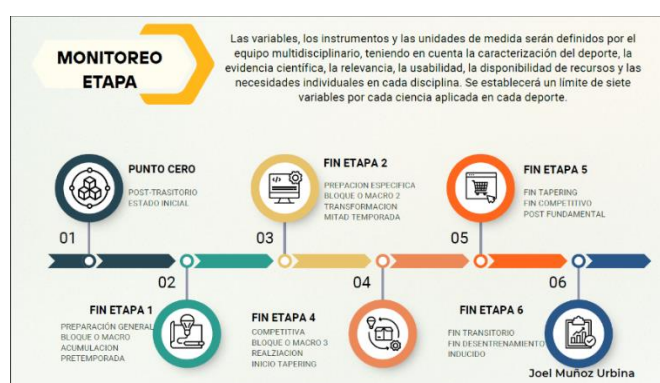 MONITOREO
ETAPA
Las variables, los instrumentos y las unidades de medida serán definidos por el
equipo multidisciplinario, teniendo en cuenta la caracterización del deporte, la
evidencia científica, la relevancia, la usabilidad, la disponibilidad de recursos y las
necesidades individuales en cada disciplina. Se establecerá un límite de siete
variables por cada ciencia aplicada en cada deporte.
PUNTO CERO
POST-TRASITORIO
ESTADO INICIAL
01
FIN ETAPA 1
PREPARACIÓN GENERAL
BLOQUE O MACRO
ACUMULACION
PRETEMPORADA
02
FIN ETAPA 2
PREPACION ESPECIFICA
BLOQUE O MACRO 2
TRANSFORMACION
MITAD TEMPORADA
03
FIN ETAPA 4
COMPETITIVA
BLOQUE O MACRO 3
REALZIACION
INICIO TAPERING
04
FIN ETAPA 5
FIN TAPERING
FIN COMPETITIVO
POST FUNDAMENTAL
05
FIN ETAPA 6
FIN TRANSITORIO
FIN DESENTRENAMIENTO
INDUCIDO
06
Joel Muñoz Urbina